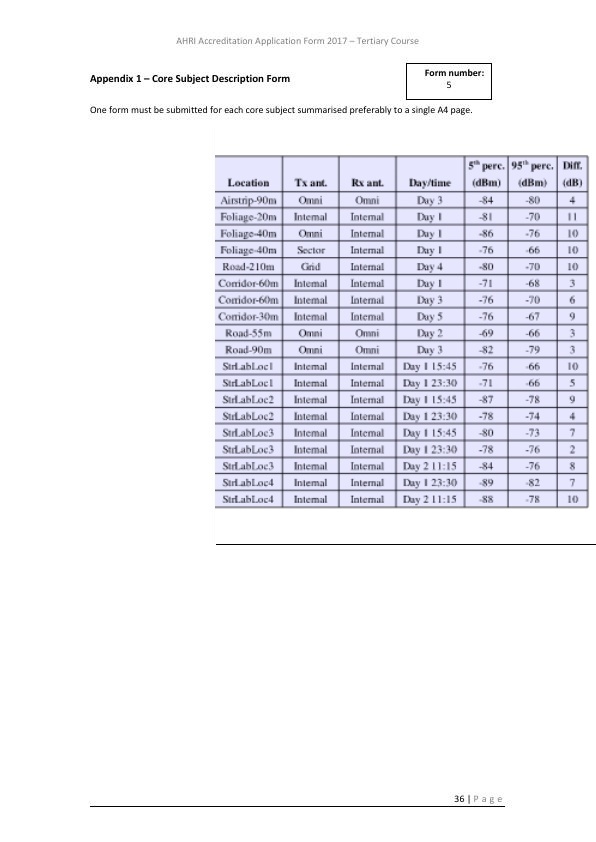 AHRI Accreditation Application Form 2017 – Tertiary Course
Appendix 1 – Core Subject Description Form
Form number:
5
One form must be submitted for each core subject summarised preferably to a single A4 page.
Location Tx ant. Rx ant. Day/time 5th perc. (dBm) 95th perc. (dBm) Diff. (dB)
Airstrip-90m Omni Omni Day 3 -84 -80 4
Foliage-20m Internal Internal Day 1 -81 -70 11
Foliage-40m Omni Internal Day 1 -86 -76 10
Foliage-40m Sector Internal Day 1 -76 -66 10
Road-210m Grid Internal Day 4 -80 -70 10
Corridor-60m Internal Internal Day 1 -71 -68 3
Corridor-60m Internal Internal Day 3 -76 -70 6
Corridor-30m Internal Internal Day 5 -76 -67 9
Road-55m Omni Omni Day 2 -69 -66 3
Road-90m Omni Omni Day 3 -82 -79 3
StrLabLoc1 Internal Internal Day 1 15:45 -76 -66 10
StrLabLoc1 Internal Internal Day 1 23:30 -71 -66 5
StrLabLoc2 Internal Internal Day 1 15:45 -87 -78 9
StrLabLoc2 Internal Internal Day 1 23:30 -78 -74 4
StrLabLoc3 Internal Internal Day 1 15:45 -80 -73 7
StrLabLoc3 Internal Internal Day 1 23:30 -78 -76 2
StrLabLoc3 Internal Internal Day 2 11:15 -84 -76 8
StrLabLoc4 Internal Internal Day 1 23:30 -89 -82 7
StrLabLoc4 Internal Internal Day 2 11:15 -88 -78 10
36 | Page